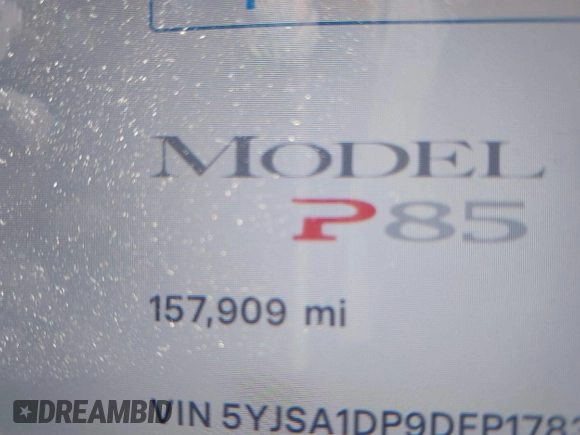 MODEL
P85
157,909 mi
VIN 5YJSA1DP9DFP178
DREAMBID